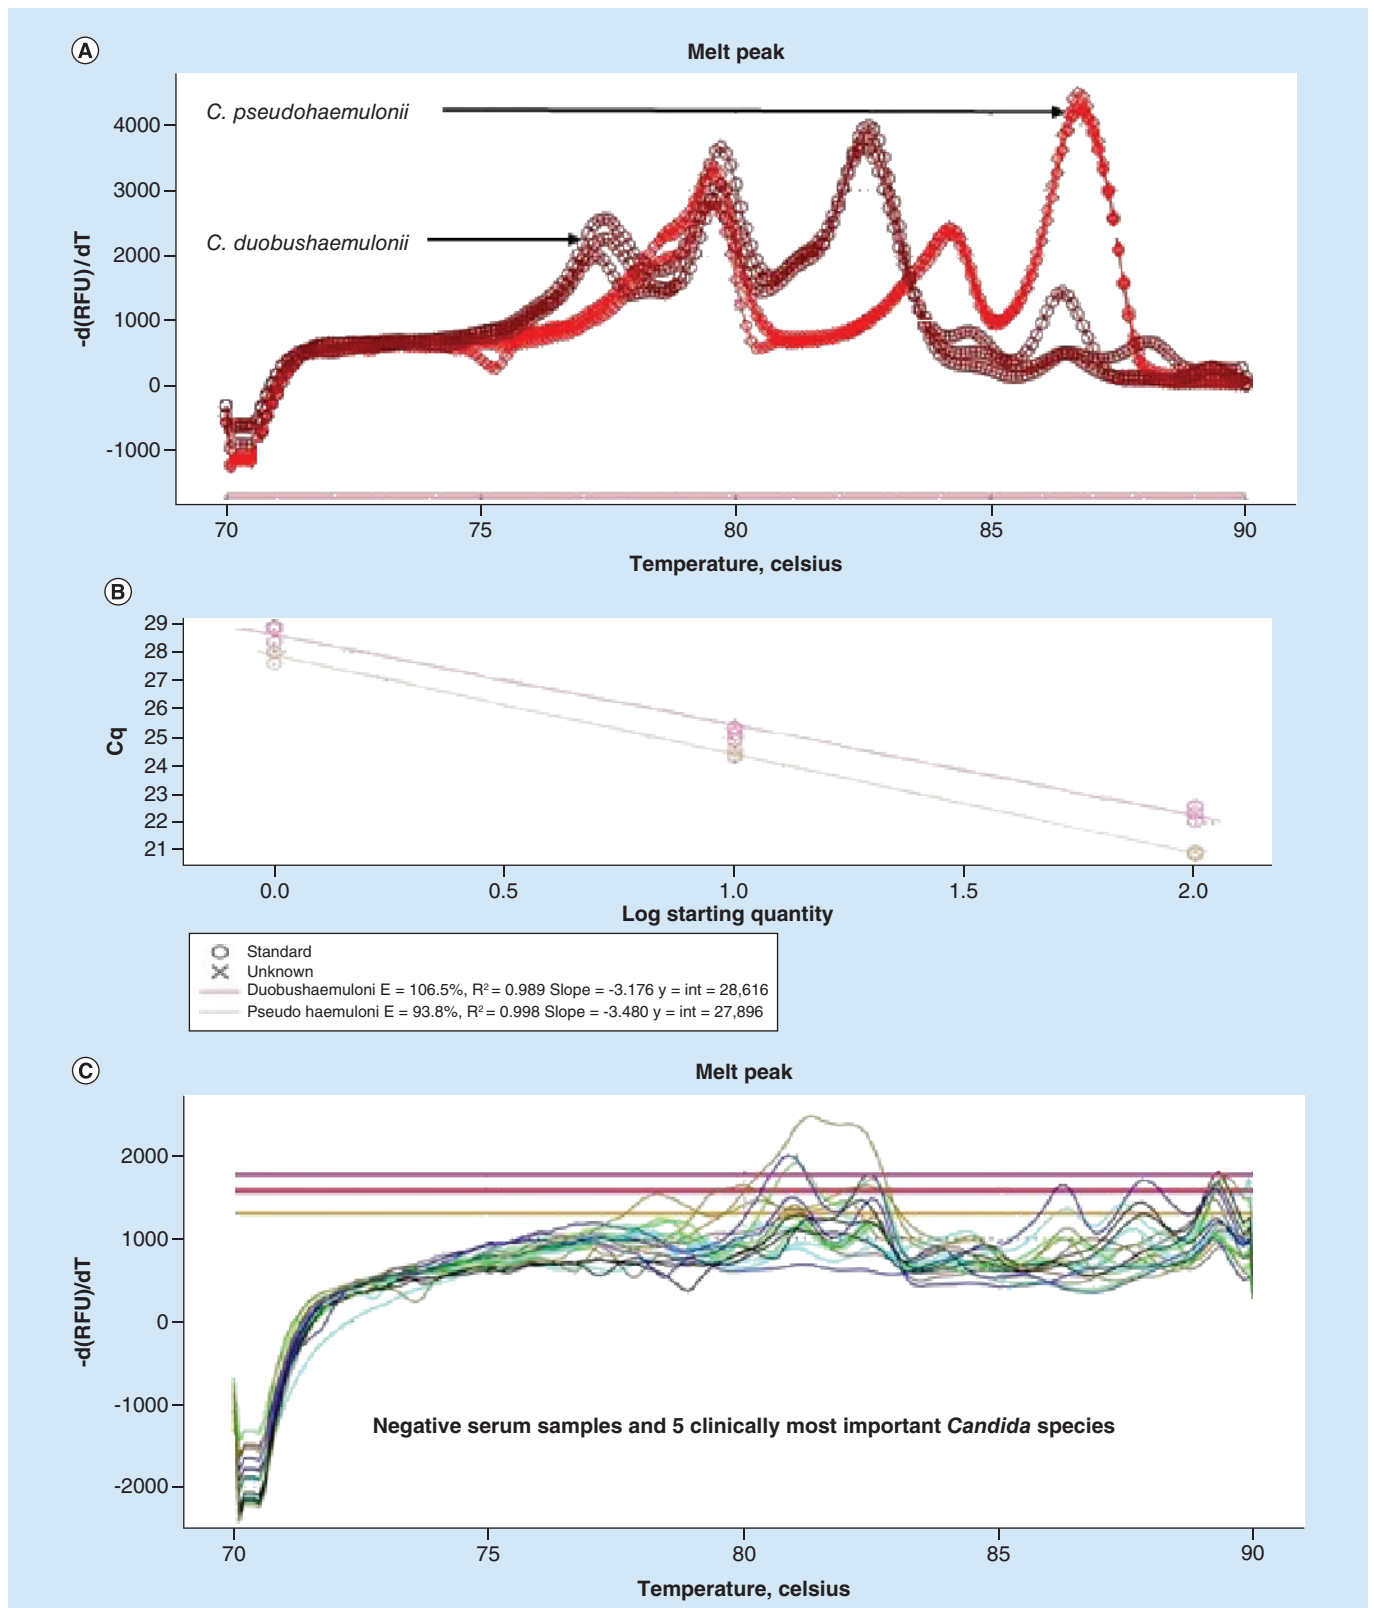 A
Melt peak
C. pseudohaemulonii
C. duobushaemulonii
-d(RFU)/dT
4000
3000
2000
1000
0
-1000
70 75 80 85 90
Temperature, celsius
B
Cq
29
28
27
26
25
24
23
22
21
0.0 0.5 1.0 1.5 2.0
Log starting quantity
Standard
Unknown
Duobushaemuloni E = 106.5%, R² = 0.989 Slope = -3.176 y = int = 28,616
Pseudo haemuloni E = 93.8%, R² = 0.998 Slope = -3.480 y = int = 27,896
C
Melt peak
-d(RFU)/dT
2000
1000
0
-1000
-2000
Negative serum samples and 5 clinically most important Candida species
70 75 80 85 90
Temperature, celsius